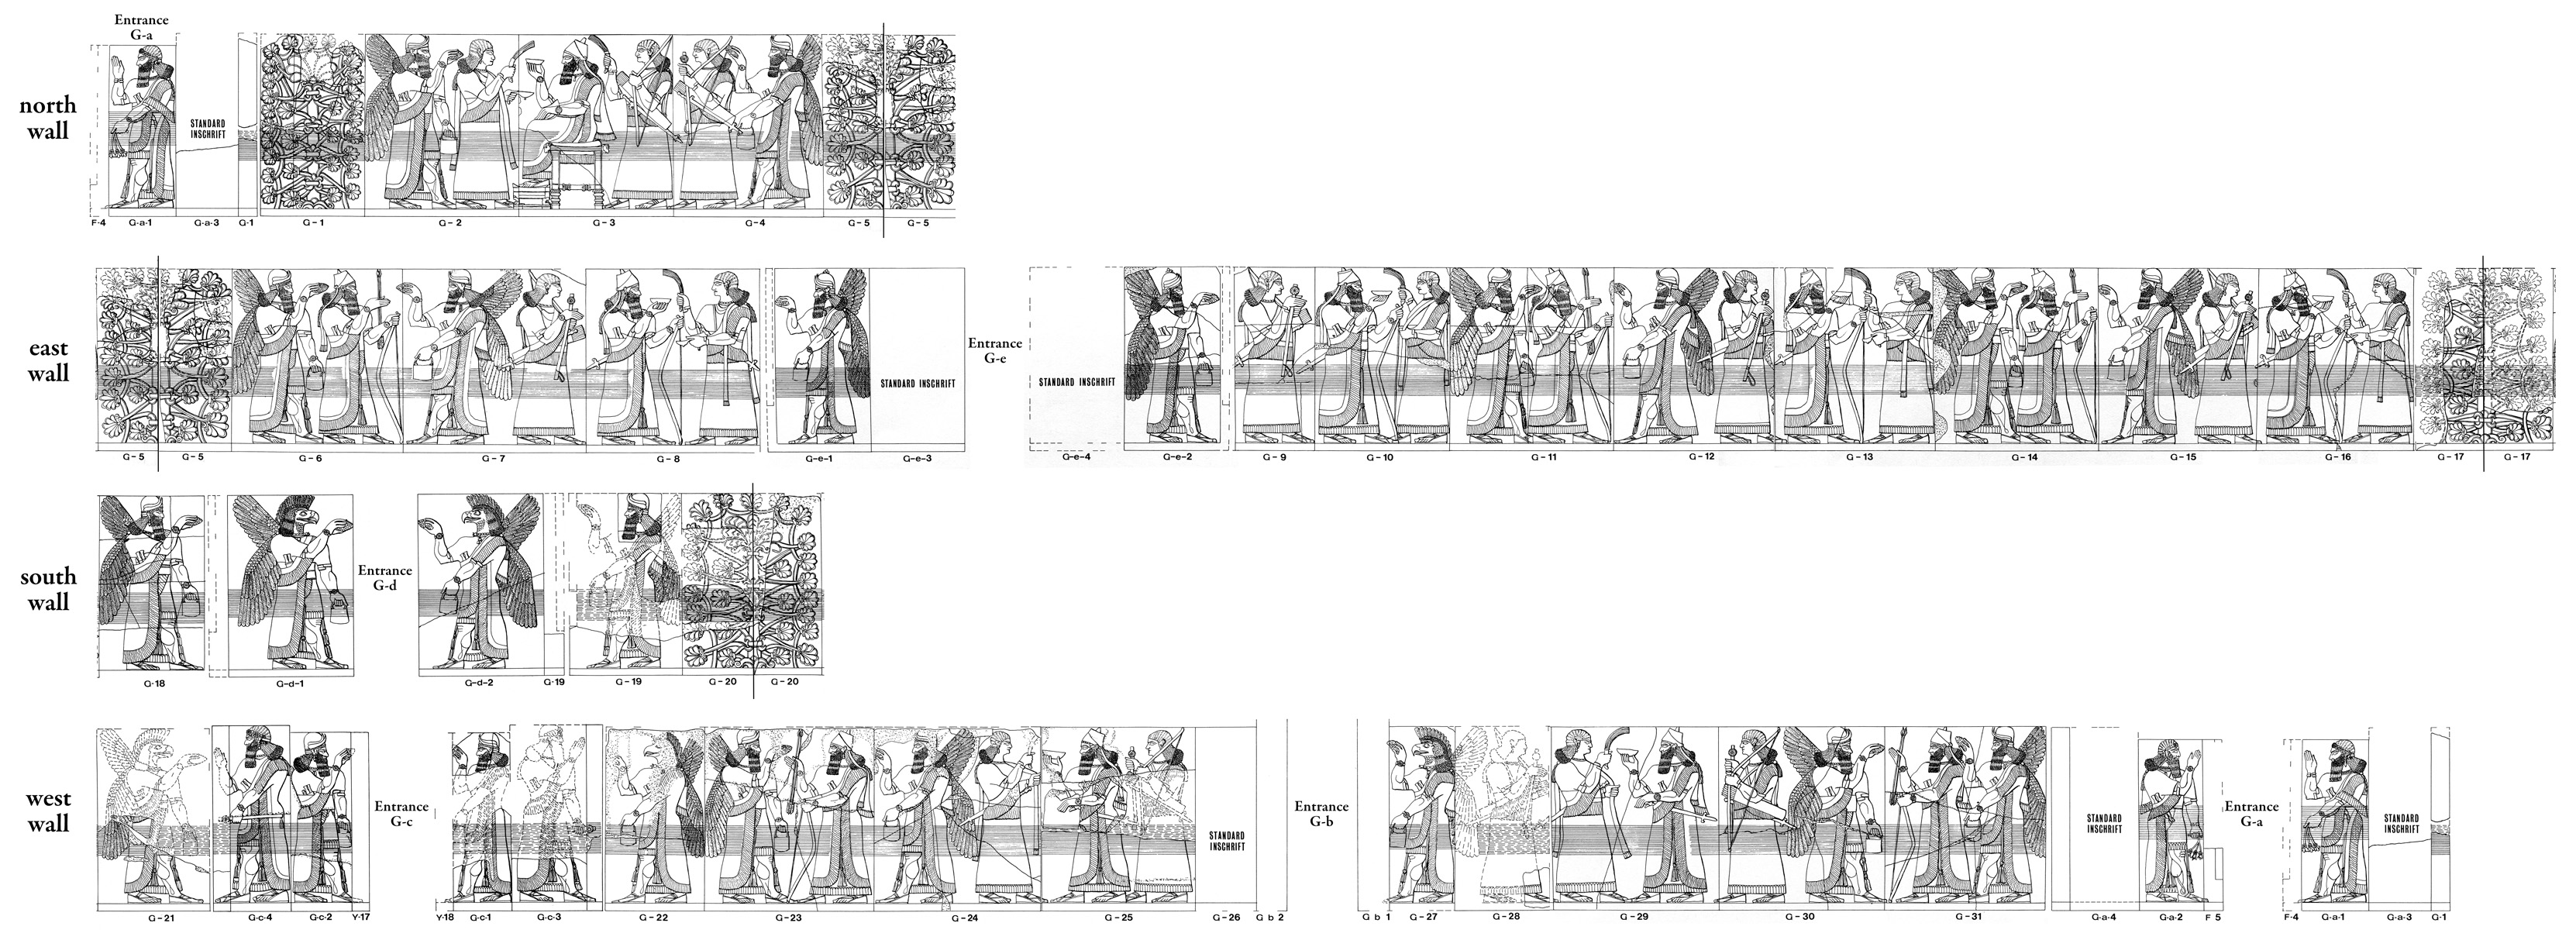 Entrance
G-a
north
wall
STANDARD
INSCHRIFT
F-4 G-a-1 G-a-3 G-1 G-1 G-2 G-3 G-4 G-5 G-5
east
wall
STANDARD INSCHRIFT
Entrance
G-e
STANDARD INSCHRIFT
G-5 G-5 G-6 G-7 G-8 G-e-1 G-e-3 G-e-4 G-e-2 G-9 G-10 G-11 G-12 G-13 G-14 G-15 G-16 G-17 G-17
south
wall
Entrance
G-d
G-18 G-d-1 G-d-2 G-19 G-19 G-20 G-20
west
wall
Entrance
G-c
STANDARD
INSCHRIFT
Entrance
G-b
STANDARD
INSCHRIFT
Entrance
G-a
STANDARD
INSCHRIFT
G-21 G-c-4 G-c-2 Y-17 Y-18 G-c-1 G-c-3 G-22 G-23 G-24 G-25 G-26 G b 2 G b 1 G-27 G-28 G-29 G-30 G-31 G-a-4 G-a-2 F 5 F-4 G-a-1 G-a-3 G-1